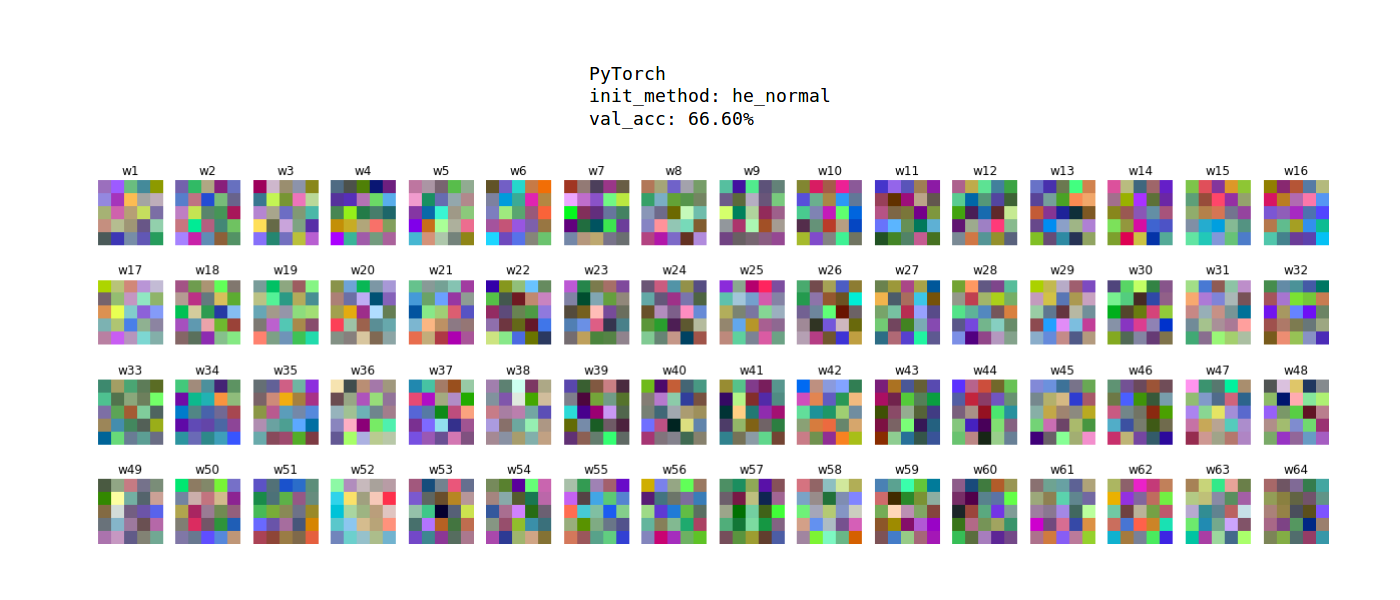 PyTorch
init_method: he_normal
val_acc: 66.60%
w1 w2 w3 w4 w5 w6 w7 w8 w9 w10 w11 w12 w13 w14 w15 w16
w17 w18 w19 w20 w21 w22 w23 w24 w25 w26 w27 w28 w29 w30 w31 w32
w33 w34 w35 w36 w37 w38 w39 w40 w41 w42 w43 w44 w45 w46 w47 w48
w49 w50 w51 w52 w53 w54 w55 w56 w57 w58 w59 w60 w61 w62 w63 w64